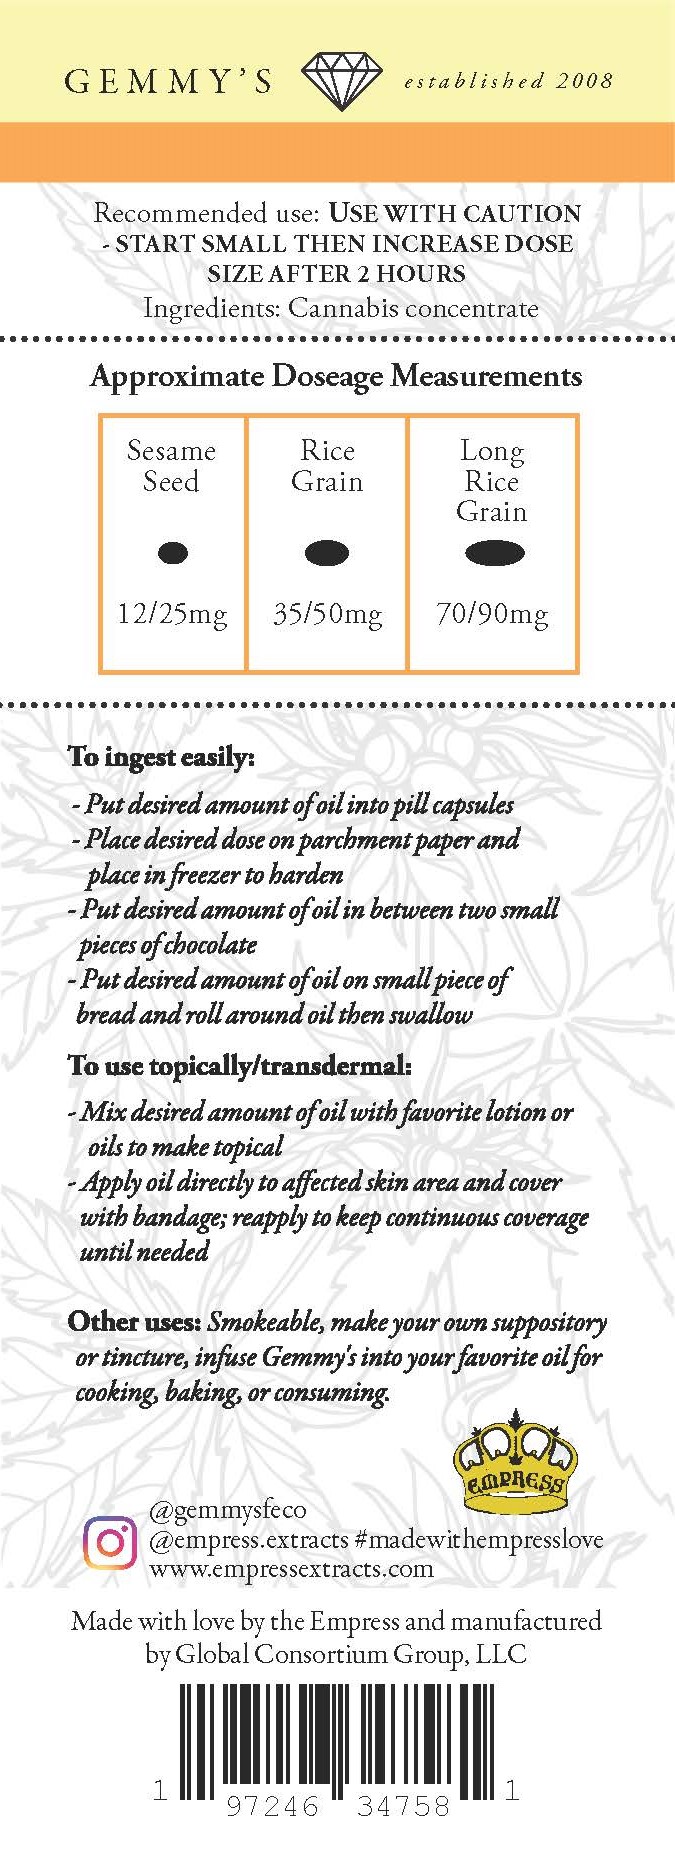 GEMMY'S established 2008
Recommended use: USE WITH CAUTION
- START SMALL THEN INCREASE DOSE
SIZE AFTER 2 HOURS
Ingredients: Cannabis concentrate
Approximate Doseage Measurements
Sesame
Seed
12/25mg
Rice
Grain
35/50mg
Long
Rice
Grain
70/90mg
To ingest easily:
- Put desired amount of oil into pill capsules
- Place desired dose on parchment paper and
place in freezer to harden
- Put desired amount of oil in between two small
pieces of chocolate
- Put desired amount of oil on small piece of
bread and roll around oil then swallow
To use topically/transdermal:
- Mix desired amount of oil with favorite lotion or
oils to make topical
- Apply oil directly to affected skin area and cover
with bandage; reapply to keep continuous coverage
until needed
Other uses: Smokeable, make your own suppository
or tincture, infuse Gemmy's into your favorite oil for
cooking, baking, or consuming.
EMPRESS
@gemmysfeco
@empress.extracts #madewithempresslove
www.empressextracts.com
Made with love by the Empress and manufactured
by Global Consortium Group, LLC
1 97246 34758 1